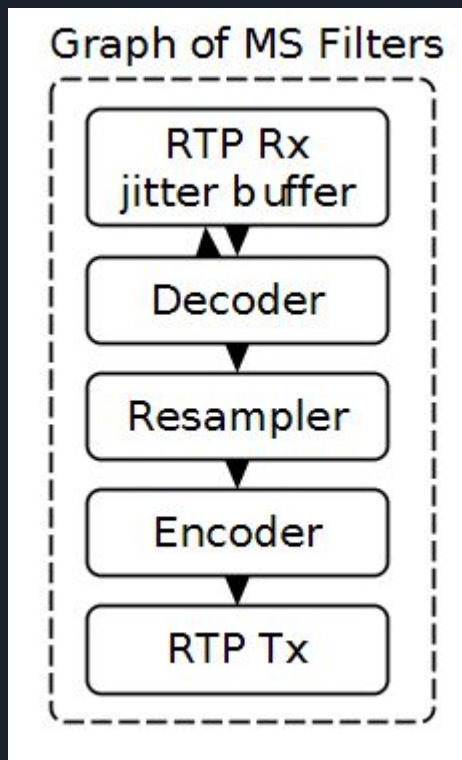 Graph of MS Filters
RTP Rx
jitter buffer
Decoder
Resampler
Encoder
RTP Tx